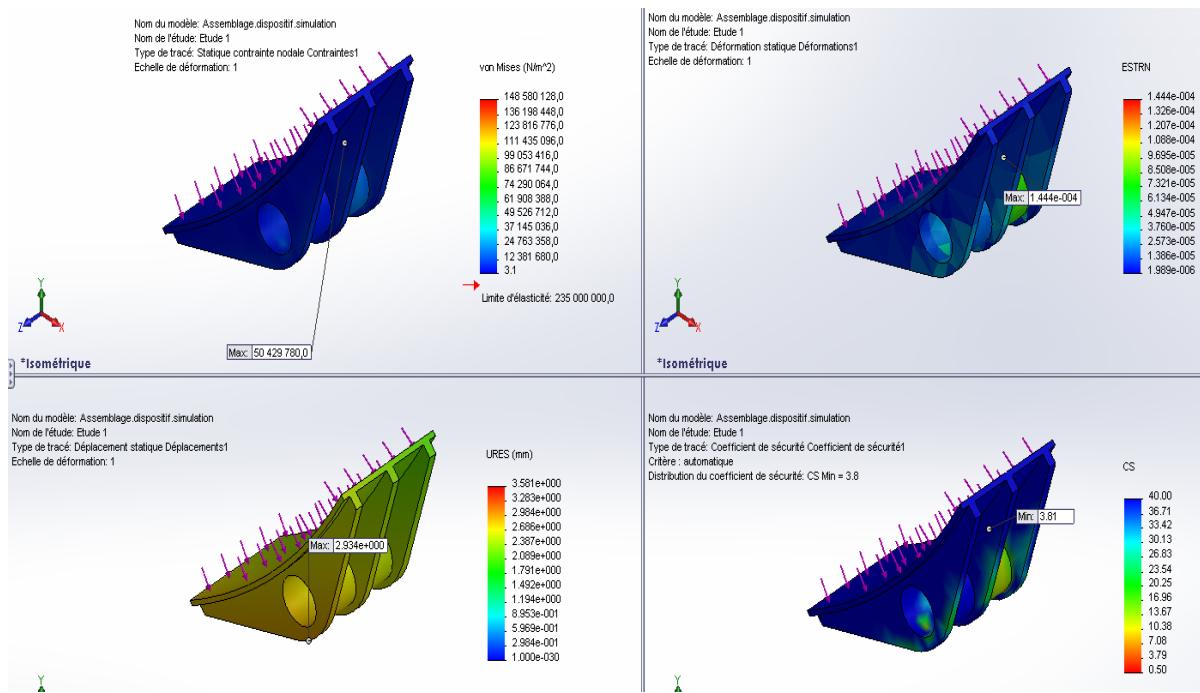 Nom du modèle: Assemblage.dispositif.simulation
Nom de l'étude: Etude 1
Type de tracé: Statique contrainte nodale Contraintes1
Echelle de déformation: 1
von Mises (N/m^2)
148 580 128,0
136 198 448,0
123 816 776,0
111 435 096,0
99 053 416,0
86 671 744,0
74 290 064,0
61 908 388,0
49 526 712,0
37 145 036,0
24 763 358,0
12 381 680,0
3.1
Limite d'élasticité: 235 000 000,0
Max: 50 429 780,0
Y
Z
X
*Isométrique
Nom du modèle: Assemblage.dispositif.simulation
Nom de l'étude: Etude 1
Type de tracé: Déformation statique Déformations1
Echelle de déformation: 1
ESTRN
1.444e-004
1.326e-004
1.207e-004
1.088e-004
9.695e-005
8.508e-005
7.321e-005
6.134e-005
4.947e-005
3.760e-005
2.573e-005
1.386e-005
1.989e-006
Max: 1.444e-004
Y
Z
X
*Isométrique
Nom du modèle: Assemblage.dispositif.simulation
Nom de l'étude: Etude 1
Type de tracé: Déplacement statique Déplacements1
Echelle de déformation: 1
URES (mm)
3.581e+000
3.283e+000
2.984e+000
2.686e+000
2.387e+000
2.089e+000
1.791e+000
1.492e+000
1.194e+000
8.953e-001
5.969e-001
2.984e-001
1.000e-030
Max: 2.934e+000
Y
Nom du modèle: Assemblage.dispositif.simulation
Nom de l'étude: Etude 1
Type de tracé: Coefficient de sécurité Coefficient de sécurité1
Critère : automatique
Distribution du coefficient de sécurité: CS Min = 3.8
CS
40.00
36.71
33.42
30.13
26.83
23.54
20.25
16.96
13.67
10.38
7.08
3.79
0.50
Min: 3.81
Y